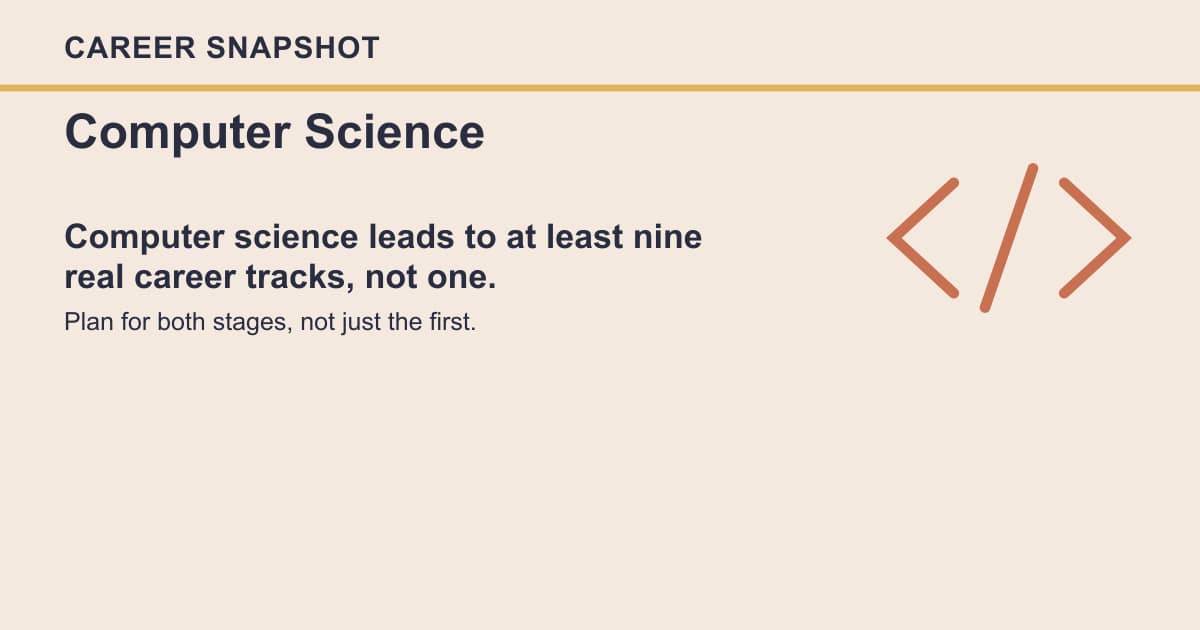 CAREER SNAPSHOT
Computer Science
Computer science leads to at least nine
real career tracks, not one.
Plan for both stages, not just the first.